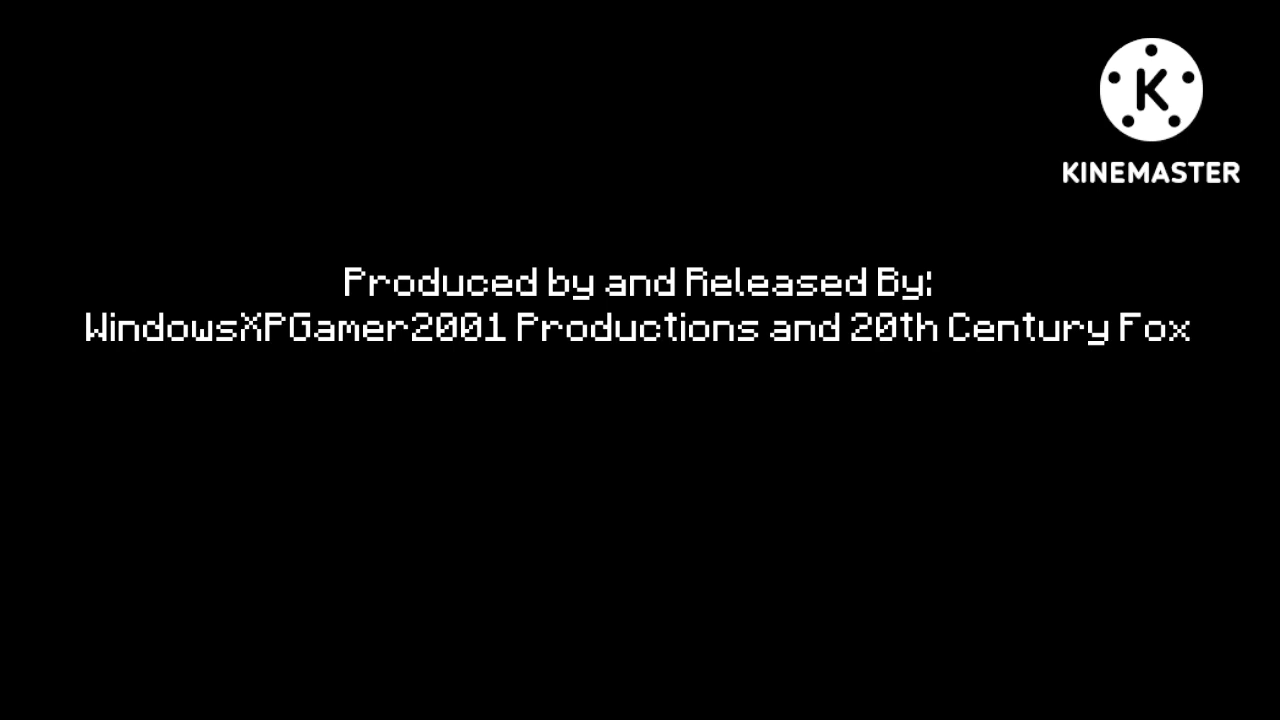 K
KINEMASTER
Produced by and Released By:
WindowsXPGamer2001 Productions and 20th Century Fox